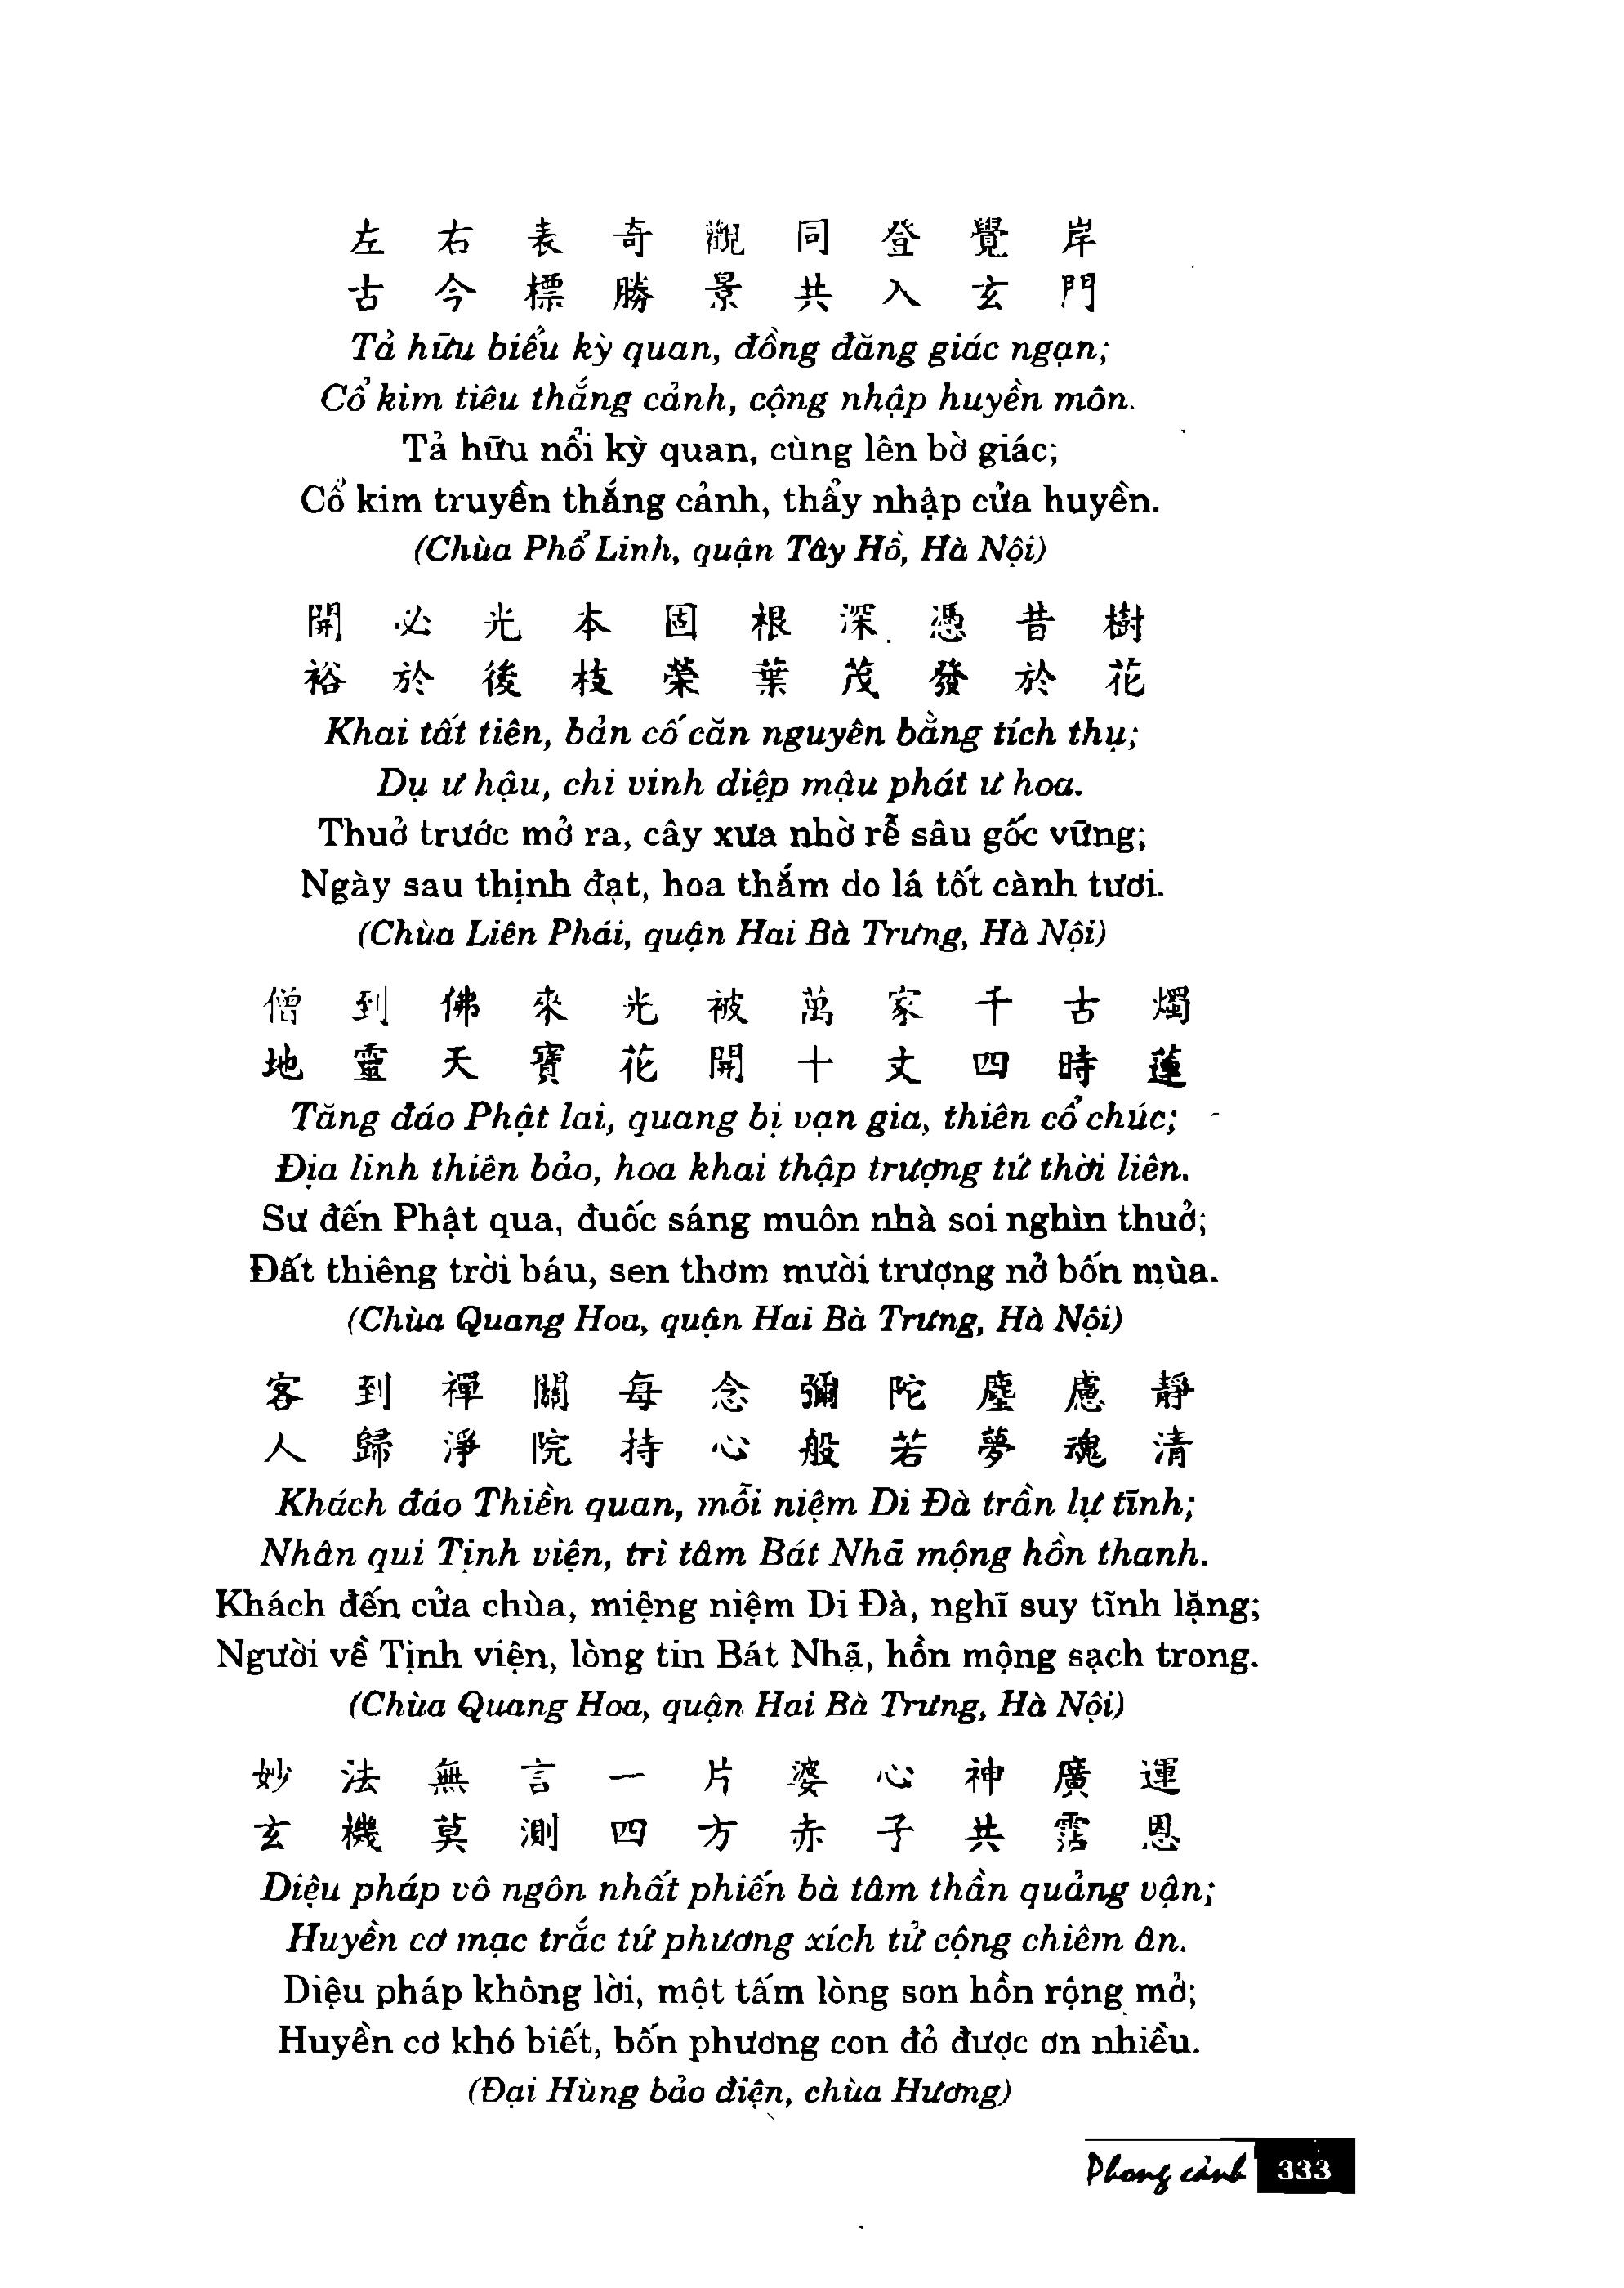 左右表奇觀同登覺岸
古今標勝景共入玄門
Tả hữu biểu kỳ quan, đồng đăng giác ngạn;
Cổ kim tiêu thắng cảnh, cộng nhập huyền môn.
Tả hữu nổi kỳ quan, cùng lên bờ giác;
Cổ kim truyền thắng cảnh, thẩy nhập cửa huyền.
(Chùa Phổ Linh, quận Tây Hồ, Hà Nội)
開必光本固根深憑昔樹
裕於後枝榮葉茂發於花
Khai tất tiên, bản cố căn nguyên bằng tích thụ;
Dụ ư hậu, chi vinh diệp mậu phát ư hoa.
Thuở trước mở ra, cây xưa nhờ rễ sâu gốc vững;
Ngày sau thịnh đạt, hoa thắm do lá tốt cành tươi.
(Chùa Liên Phái, quận Hai Bà Trưng, Hà Nội)
僧到佛來光被萬家千古燭
地靈天寶花開十丈四時蓮
Tăng đáo Phật lai, quang bị vạn gia, thiên cổ chúc;
Địa linh thiên bảo, hoa khai thập trượng tứ thời liên.
Sư đến Phật qua, đuốc sáng muôn nhà soi nghìn thuở;
Đất thiêng trời báu, sen thơm mười trượng nở bốn mùa.
(Chùa Quang Hoa, quận Hai Bà Trưng, Hà Nội)
客到禪關每念彌陀塵慮靜
人歸淨院持心般若夢魂清
Khách đáo Thiền quan, mỗi niệm Di Đà trần lự tĩnh;
Nhân qui Tịnh viện, trì tâm Bát Nhã mộng hồn thanh.
Khách đến cửa chùa, miệng niệm Di Đà, nghĩ suy tĩnh lặng;
Người về Tịnh viện, lòng tin Bát Nhã, hồn mộng sạch trong.
(Chùa Quang Hoa, quận Hai Bà Trưng, Hà Nội)
妙法無言一片婆心神廣運
玄機莫測四方赤子共霑恩
Diệu pháp vô ngôn nhất phiến bà tâm thần quảng vận;
Huyền cơ mạc trắc tứ phương xích tử cộng chiêm ân.
Diệu pháp không lời, một tấm lòng son hồn rộng mở;
Huyền cơ khó biết, bốn phương con đỏ được ơn nhiều.
(Đại Hùng bảo điện, chùa Hương)
Phong cảnh 333